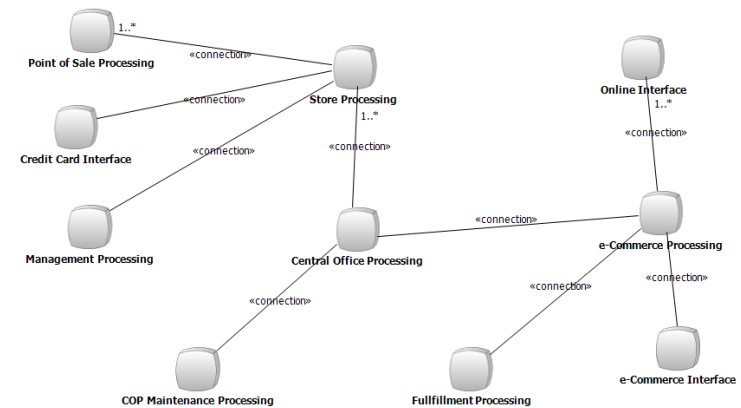 1..*
Point of Sale Processing
«connection»
Store Processing
Online Interface
1..*
«connection»
1..*
Credit Card Interface
«connection»
«connection»
«connection»
Management Processing
«connection»
Central Office Processing
e-Commerce Processing
«connection»
«connection»
«connection»
COP Maintenance Processing
Fullfillment Processing
e-Commerce Interface